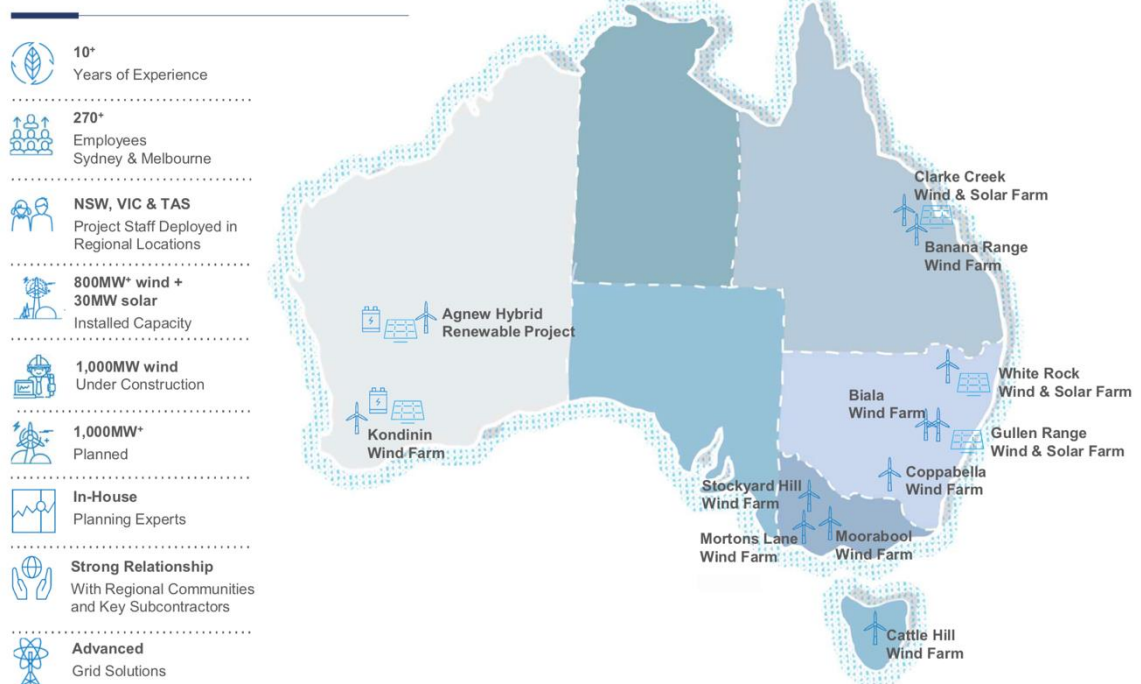 10+
Years of Experience
270+
Employees
Sydney & Melbourne
NSW, VIC & TAS
Project Staff Deployed in
Regional Locations
800MW+ wind +
30MW solar
Installed Capacity
1,000MW wind
Under Construction
1,000MW+
Planned
In-House
Planning Experts
Strong Relationship
With Regional Communities
and Key Subcontractors
Advanced
Grid Solutions
Clarke Creek
Wind & Solar Farm
Banana Range
Wind Farm
Agnew Hybrid
Renewable Project
White Rock
Wind & Solar Farm
Biala
Wind Farm
Kondinin
Wind Farm
Gullen Range
Wind & Solar Farm
Coppabella
Wind Farm
Stockyard Hill
Wind Farm
Mortons Lane
Wind Farm
Moorabool
Wind Farm
Cattle Hill
Wind Farm